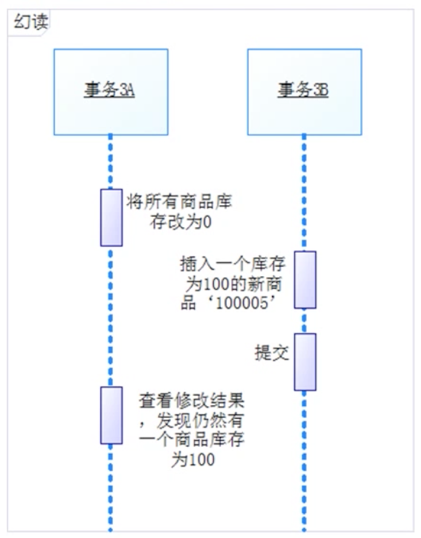 幻读
事务3A
事务3B
将所有商品库
存改为0
插入一个库存
为100的新商
品‘100005’
提交
查看修改结果
，发现仍然有
一个商品库存
为100